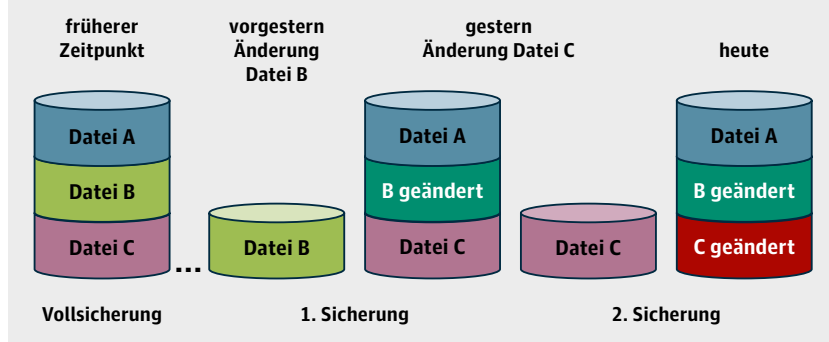 früherer
Zeitpunkt
vorgestern
Änderung
Datei B
gestern
Änderung Datei C
heute
Datei A
Datei B
Datei C
...
Datei B
Datei A
B geändert
Datei C
Datei C
Datei A
B geändert
C geändert
Vollsicherung
1. Sicherung
2. Sicherung